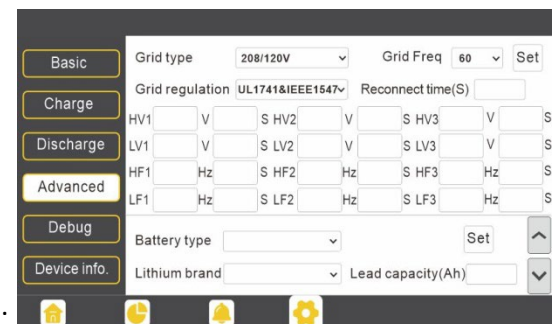 Basic
Charge
Discharge
Advanced
Debug
Device info.
Grid type 208/120V Grid Freq 60 Set
Grid regulation UL1741&IEEE1547 Reconnect time(S)
HV1 V S HV2 V S HV3 V S
LV1 V S LV2 V S LV3 V S
HF1 Hz S HF2 Hz S HF3 Hz S
LF1 Hz S LF2 Hz S LF3 Hz S
Battery type Set
Lithium brand Lead capacity(Ah)
.